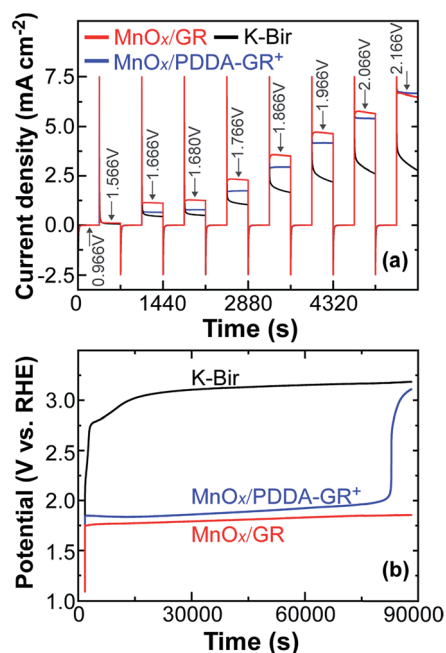 MnOx/GR K-Bir
MnOx/PDDA-GR⁺
Current density (mA cm⁻²)
7.5
5.0
2.5
0.0
-2.5
0.966V
1.566V
1.666V
1.680V
1.766V
1.866V
1.966V
2.066V
2.166V
(a)
0 1440 2880 4320
Time (s)
Potential (V vs. RHE)
3.0
2.5
2.0
1.5
1.0
K-Bir
MnOx/PDDA-GR⁺
MnOx/GR
(b)
0 30000 60000 90000
Time (s)